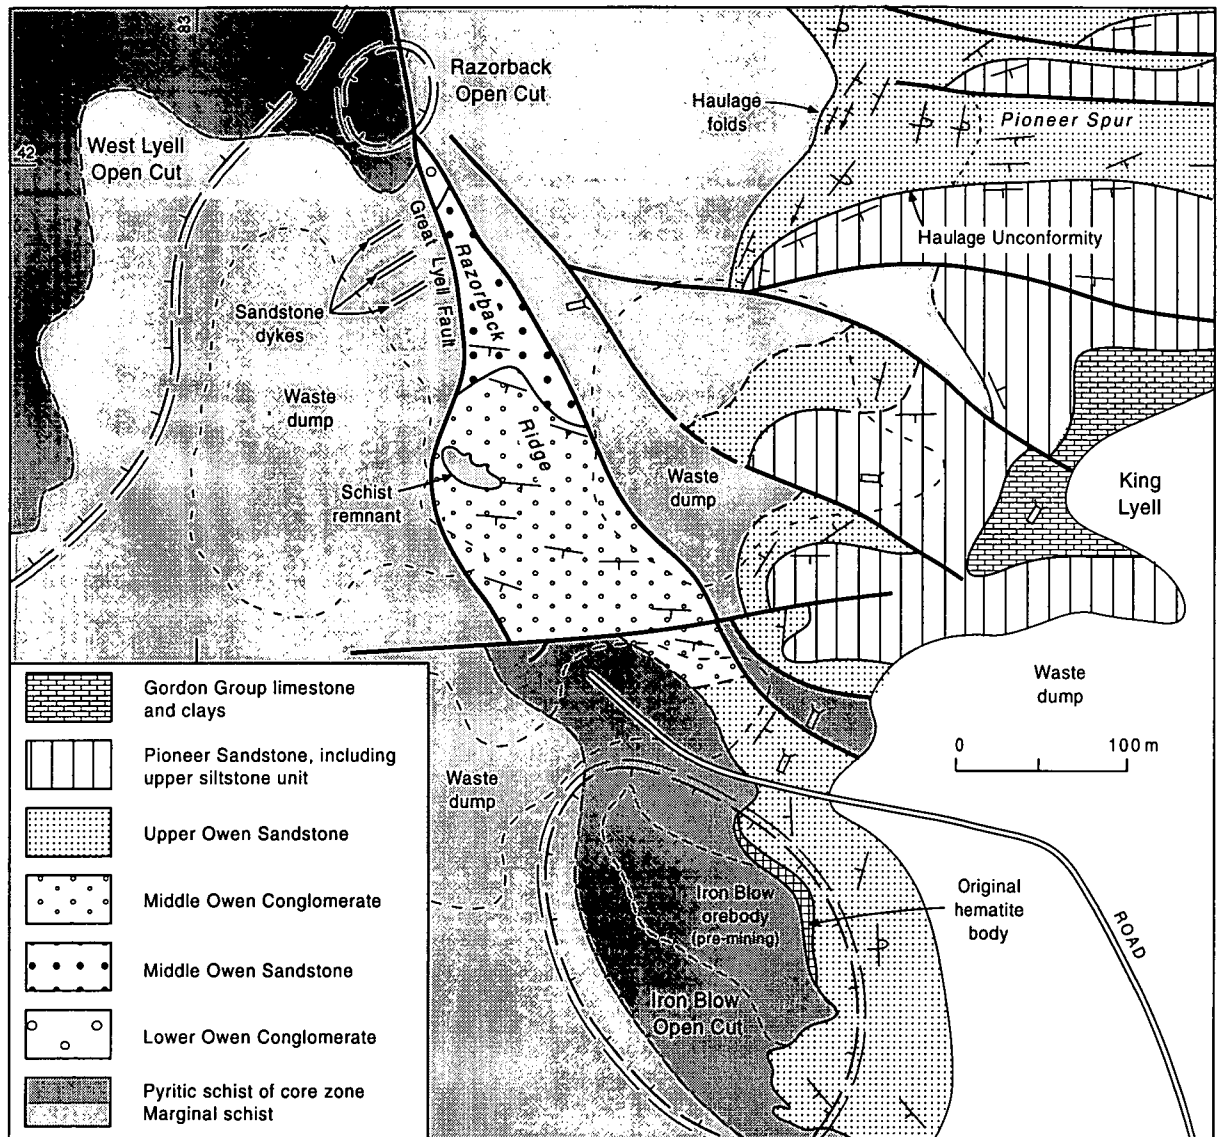 83
42
Razorback
Open Cut
West Lyell
Open Cut
Haulage
folds
Pioneer Spur
Haulage Unconformity
Great Lyell Fault
Razorback
Ridge
Sandstone
dykes
Waste
dump
Schist
remnant
Waste
dump
King
Lyell
Waste
dump
0 100 m
Waste
dump
Iron Blow
orebody
(pre-mining)
Original
hematite
body
ROAD
Iron Blow
Open Cut
Gordon Group limestone
and clays
Pioneer Sandstone, including
upper siltstone unit
Upper Owen Sandstone
Middle Owen Conglomerate
Middle Owen Sandstone
Lower Owen Conglomerate
Pyritic schist of core zone
Marginal schist